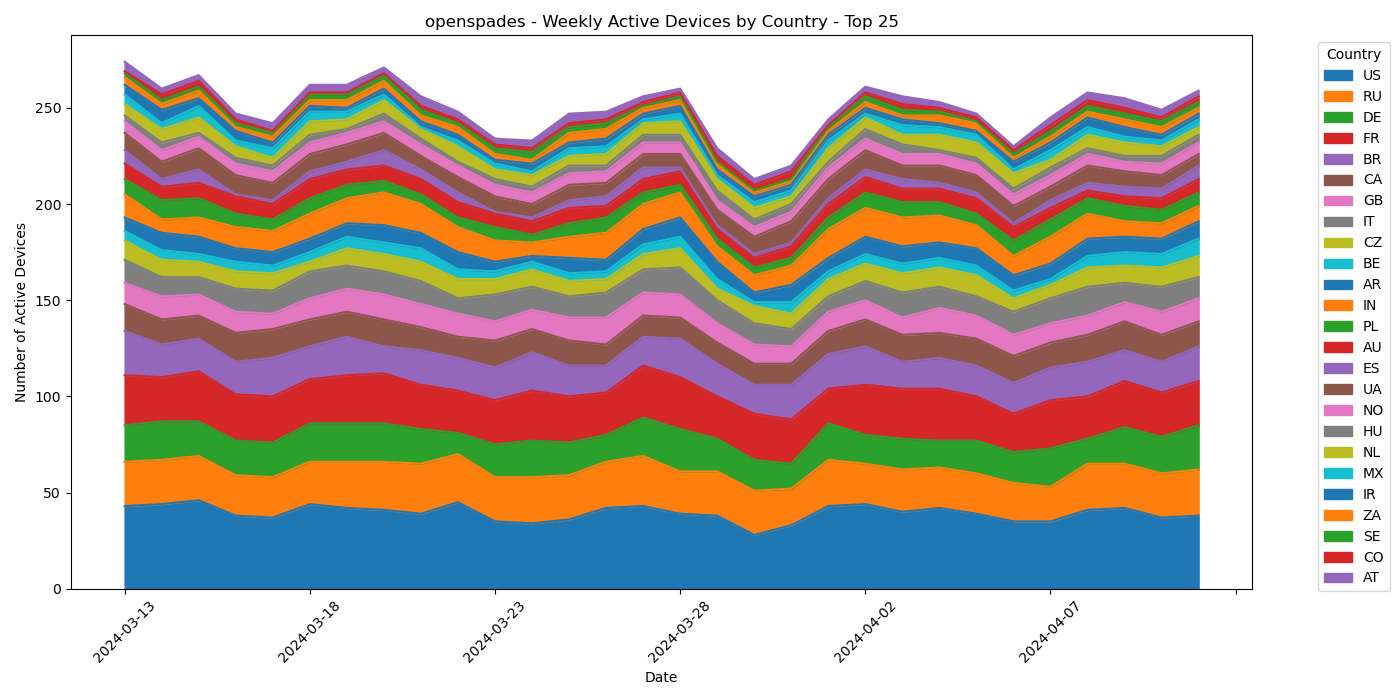 openspades - Weekly Active Devices by Country - Top 25
Number of Active Devices
250
200
150
100
50
0
2024-03-13
2024-03-18
2024-03-23
2024-03-28
2024-04-02
2024-04-07
Date
Country
US
RU
DE
FR
BR
CA
GB
IT
CZ
BE
AR
IN
PL
AU
ES
UA
NO
HU
NL
MX
IR
ZA
SE
CO
AT